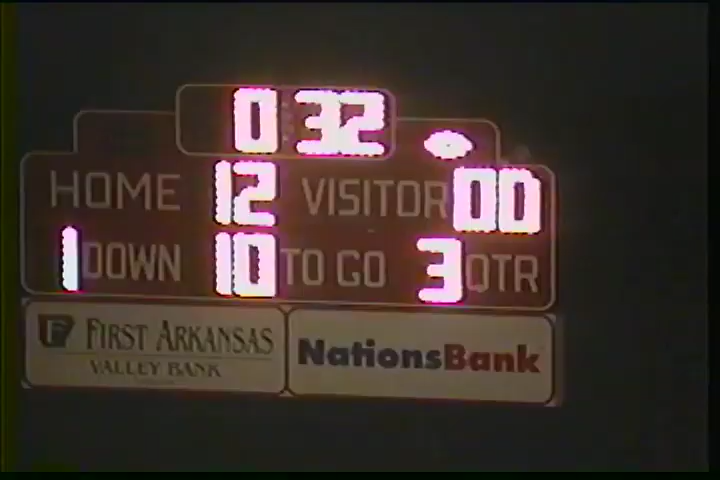 0 32
HOME 12 VISITOR 00
1 DOWN 10 TO GO 3 QTR
F FIRST ARKANSAS
VALLEY BANK
NationsBank